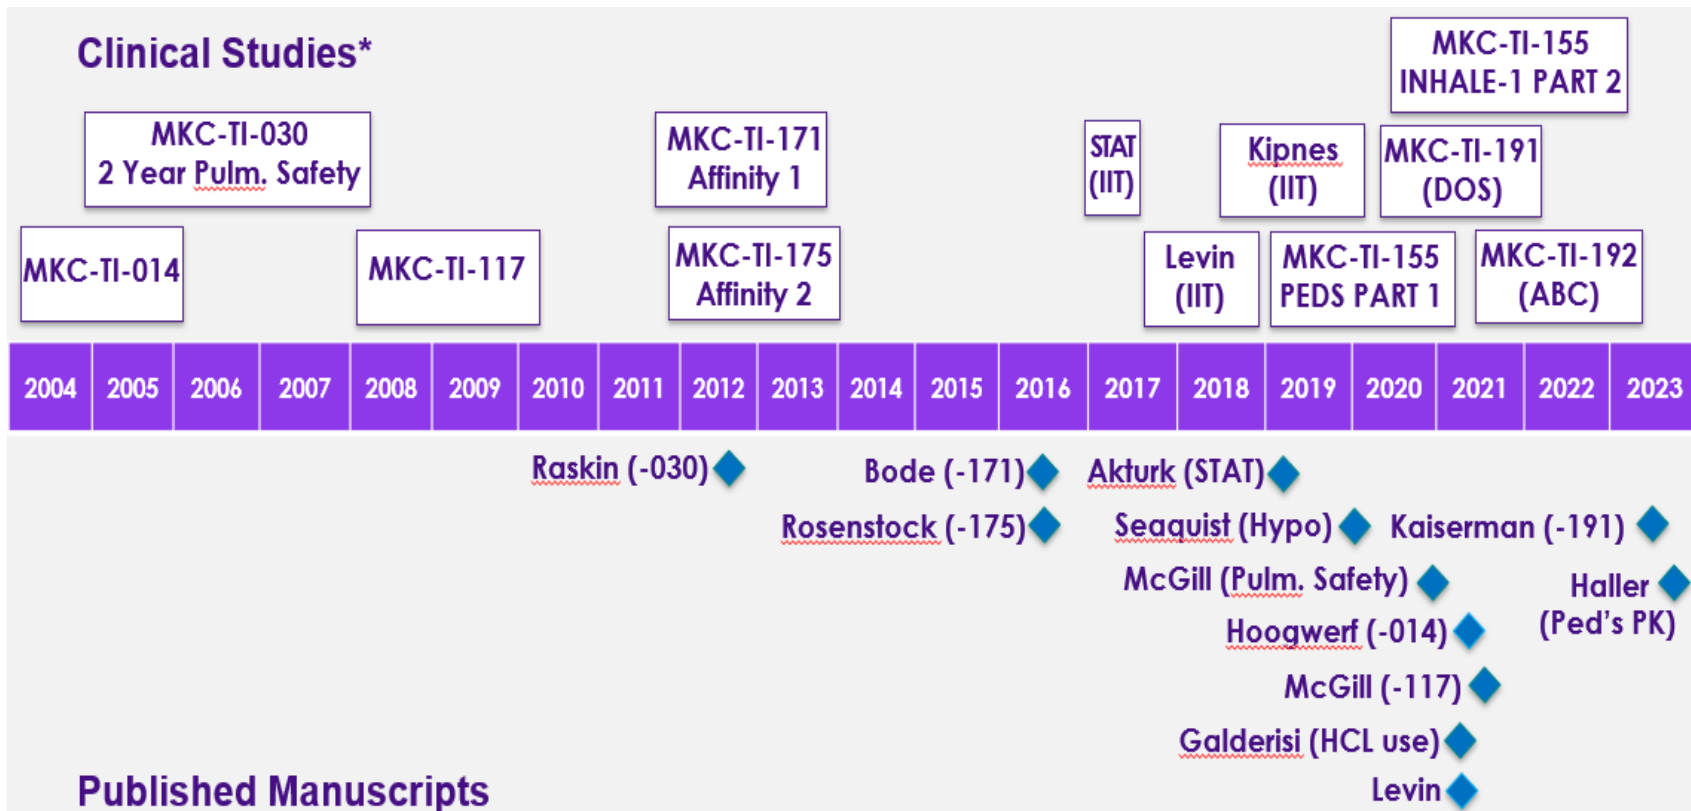 Clinical Studies*
MKC-TI-155
INHALE-1 PART 2
MKC-TI-030
2 Year Pulm. Safety
MKC-TI-171
Affinity 1
STAT
(IIT)
Kipnes
(IIT)
MKC-TI-191
(DOS)
MKC-TI-014
MKC-TI-117
MKC-TI-175
Affinity 2
Levin
(IIT)
MKC-TI-155
PEDS PART 1
MKC-TI-192
(ABC)
2004 2005 2006 2007 2008 2009 2010 2011 2012 2013 2014 2015 2016 2017 2018 2019 2020 2021 2022 2023
Raskin (-030)
Bode (-171)
Akturk (STAT)
Rosenstock (-175)
Seaquist (Hypo)
Kaiserman (-191)
McGill (Pulm. Safety)
Haller
(Ped's PK)
Hoogwerf (-014)
McGill (-117)
Galderisi (HCL use)
Levin
Published Manuscripts